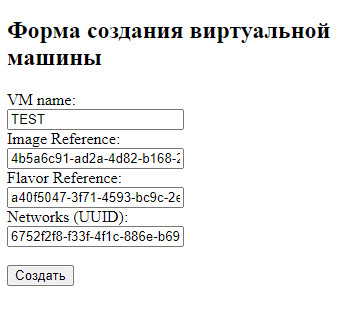 Форма создания виртуальной
машины
VM name:
TEST
Image Reference:
4b5a6c91-ad2a-4d82-b168-2
Flavor Reference:
a40f5047-3f71-4593-bc9c-2e
Networks (UUID):
6752f2f8-f33f-4f1c-886e-b69
Создать